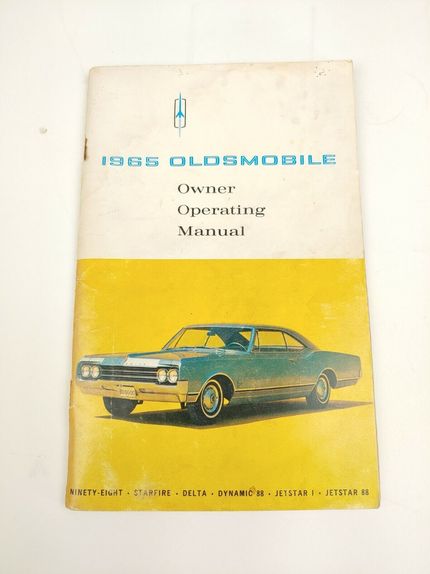 1965 OLDSMOBILE
Owner
Operating
Manual
NINETY-EIGHT • STARFIRE • DELTA • DYNAMIC 88 • JETSTAR I • JETSTAR 88